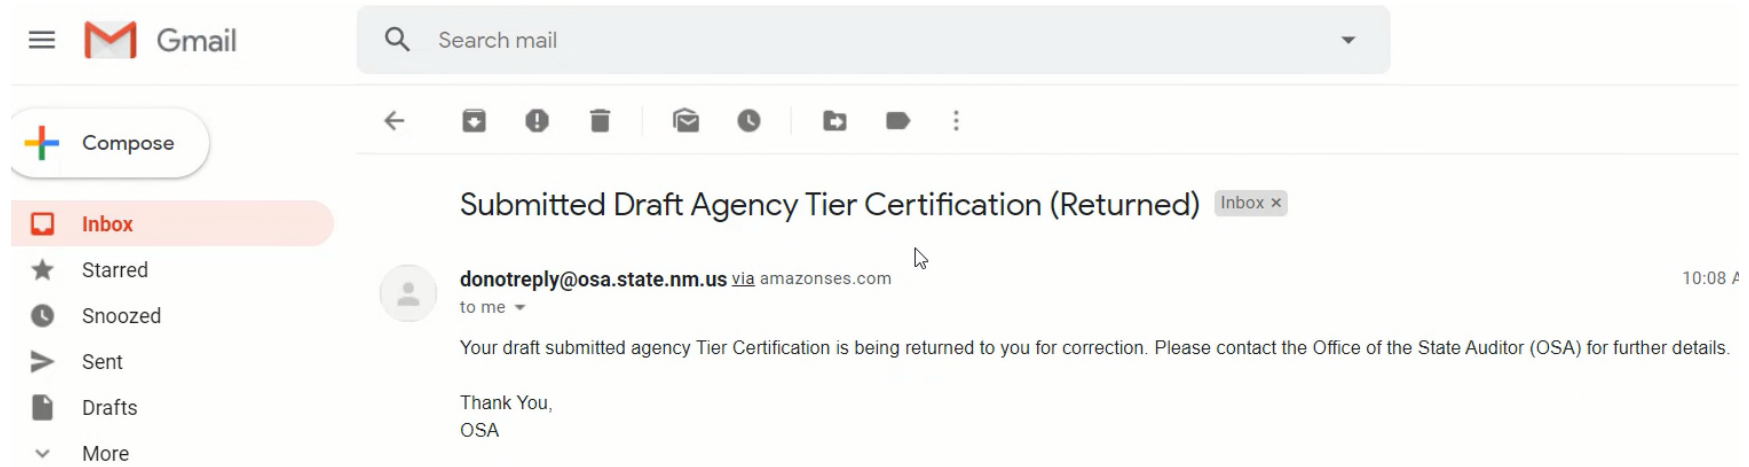 Gmail
Search mail
Compose
Submitted Draft Agency Tier Certification (Returned) Inbox ×
Inbox
donotreply@osa.state.nm.us via amazonses.com 10:08 A
Starred
to me
Snoozed
Your draft submitted agency Tier Certification is being returned to you for correction. Please contact the Office of the State Auditor (OSA) for further details.
Sent
Thank You,
Drafts
OSA
More